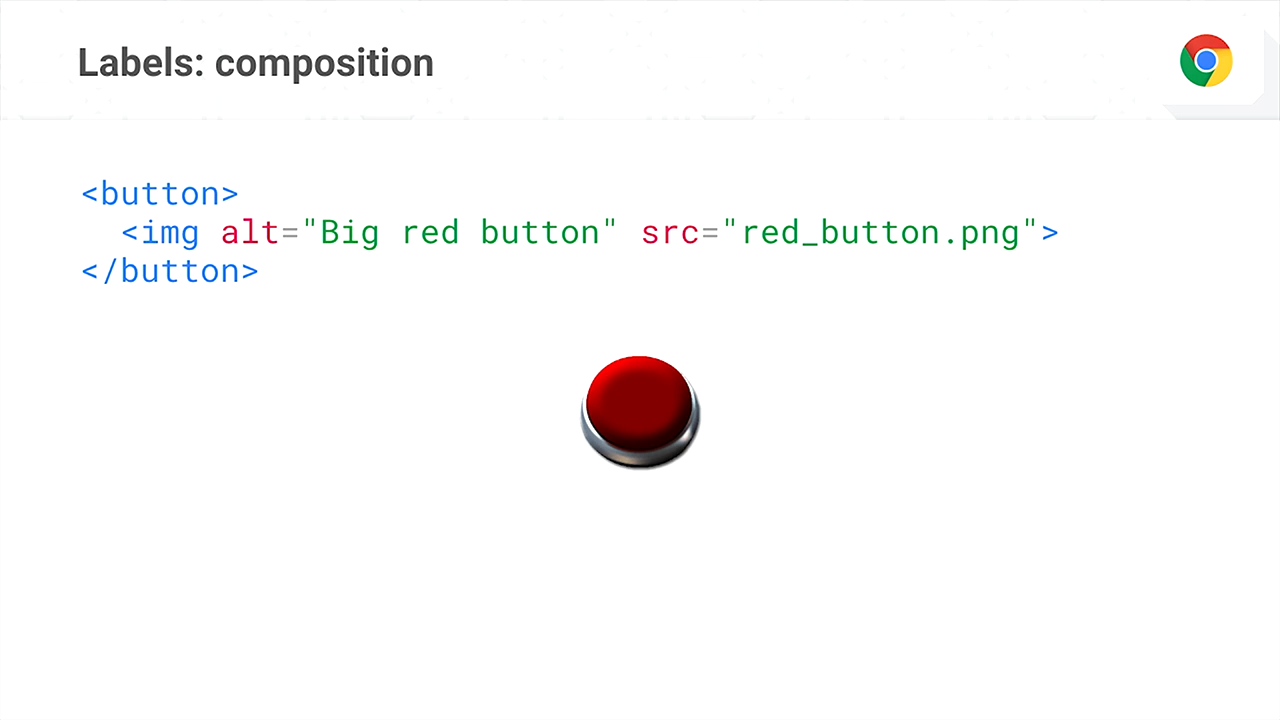 Labels: composition
<button>
<img alt="Big red button" src="red_button.png">
</button>